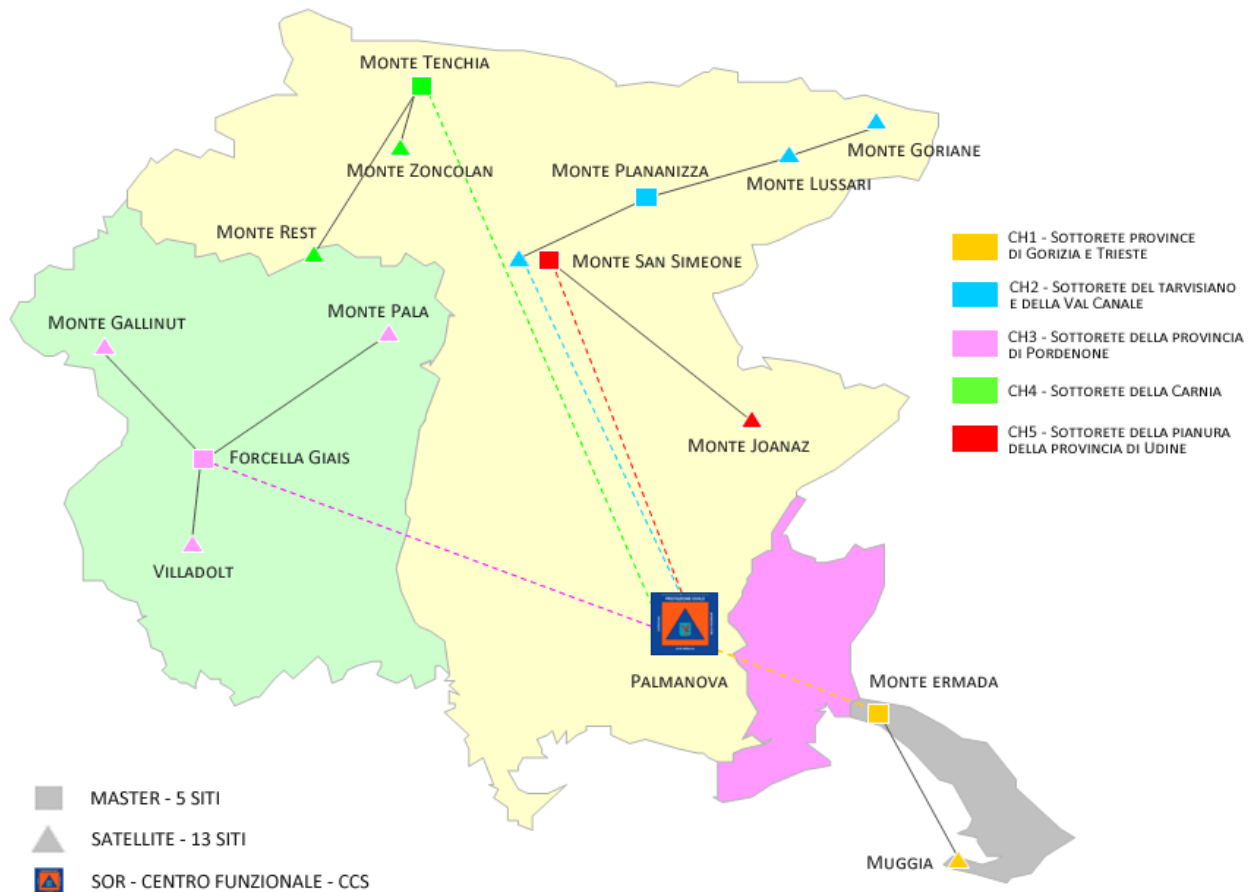 Monte Tenchia
Monte Zoncolan
Monte Rest
Monte Goriane
Monte Plananizza
Monte Lussari
Monte San Simeone
Monte Gallinut
Monte Pala
Forcella Giais
Villadolt
Monte Joanaz
Palmanova
Monte ermada
Muggia
CH1 - Sottorete province
di Gorizia e Trieste
CH2 - Sottorete del tarvisiano
e della Val Canale
CH3 - Sottorete della provincia
di Pordenone
CH4 - Sottorete della Carnia
CH5 - Sottorete della pianura
della provincia di Udine
MASTER - 5 SITI
SATELLITE - 13 SITI
SOR - CENTRO FUNZIONALE - CCS